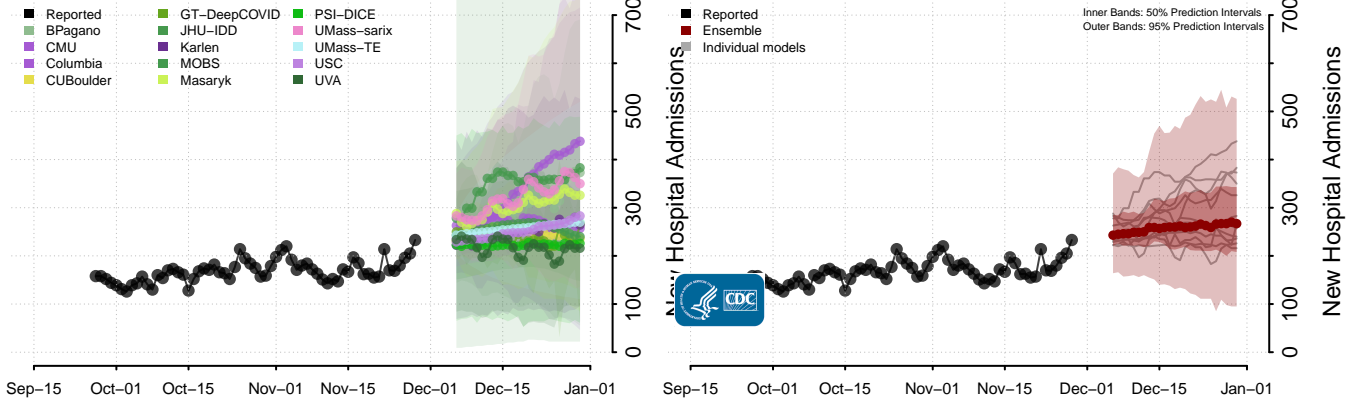 Reported
BPagano
CMU
Columbia
CUBoulder
GT−DeepCOVID
JHU−IDD
Karlen
MOBS
Masaryk
PSI−DICE
UMass−sarix
UMass−TE
USC
UVA
New Hospital Admissions
0
100
300
500
700
Sep−15
Oct−01
Oct−15
Nov−01
Nov−15
Dec−01
Dec−15
Jan−01
Reported
Ensemble
Individual models
Inner Bands: 50% Prediction Intervals
Outer Bands: 95% Prediction Intervals
CDC
New Hospital Admissions
0
100
300
500
700
Sep−15
Oct−01
Oct−15
Nov−01
Nov−15
Dec−01
Dec−15
Jan−01